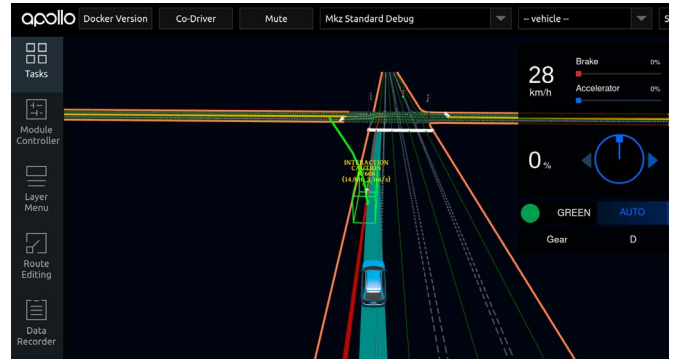 apollo
Docker Version
Co-Driver
Mute
Mkz Standard Debug
-- vehicle --
Tasks
Module
Controller
Layer
Menu
Route
Editing
Data
Recorder
INTERACTION
CAUTION
28
km/h
Brake
0%
Accelerator
0%
0 %
GREEN
AUTO
Gear
D